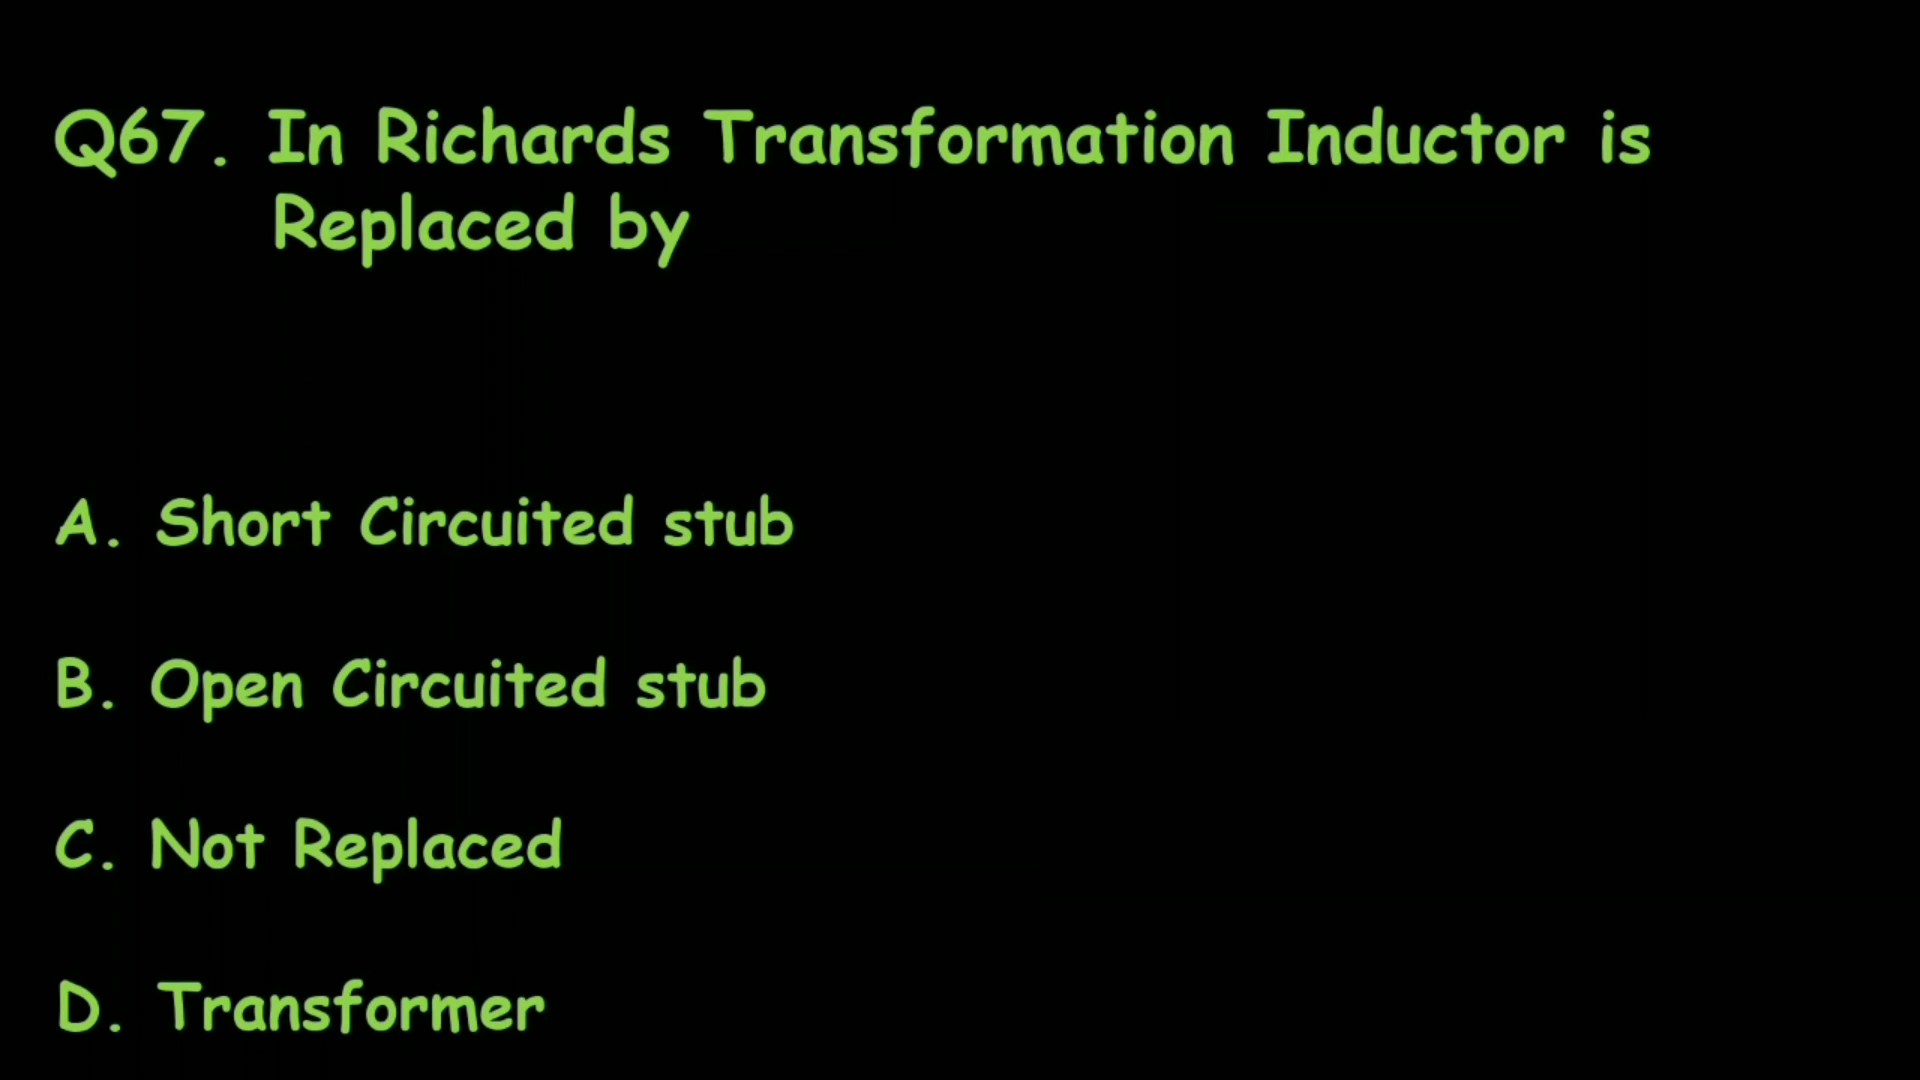 Q67. In Richards Transformation Inductor is
Replaced by
A. Short Circuited stub
B. Open Circuited stub
C. Not Replaced
D. Transformer